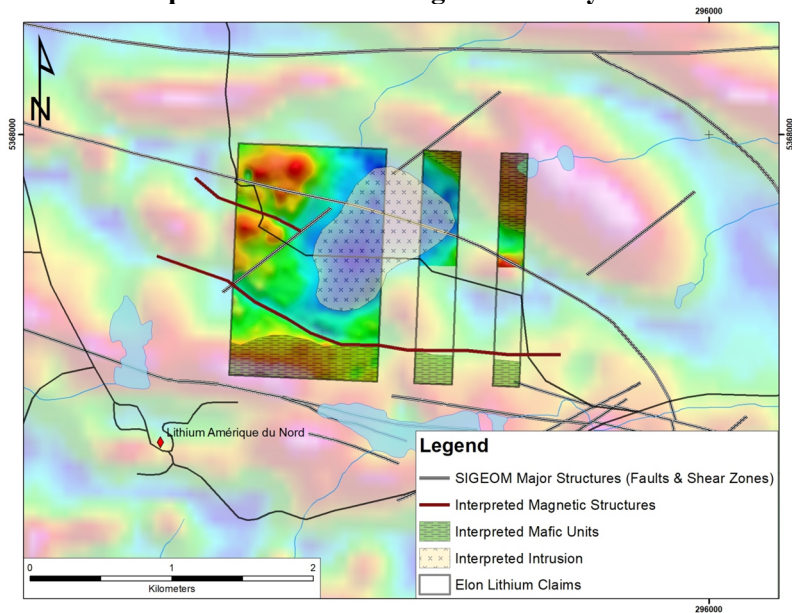 296000
N
5368000
5368000
Lithium Amérique du Nord
Legend
SIGEOM Major Structures (Faults & Shear Zones)
Interpreted Magnetic Structures
Interpreted Mafic Units
Interpreted Intrusion
Elon Lithium Claims
0 1 2
Kilometers
296000